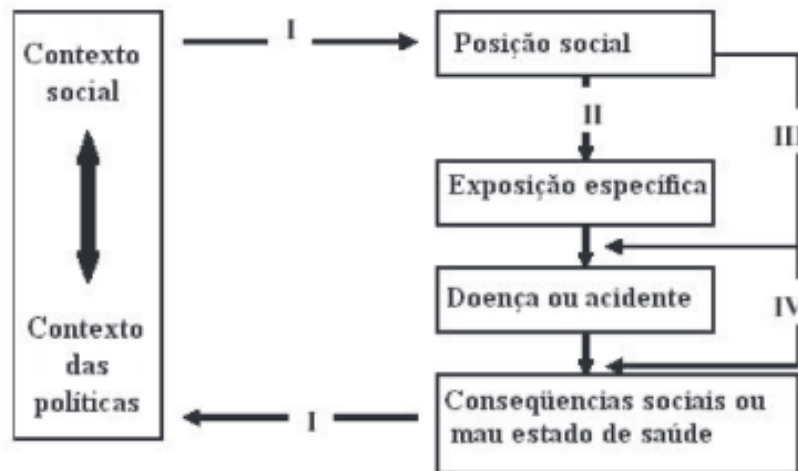 Contexto
social
Contexto
das
políticas
I
Posição social
II
III
Exposição específica
Doença ou acidente
IV
Conseqüencias sociais ou
mau estado de saúde
I